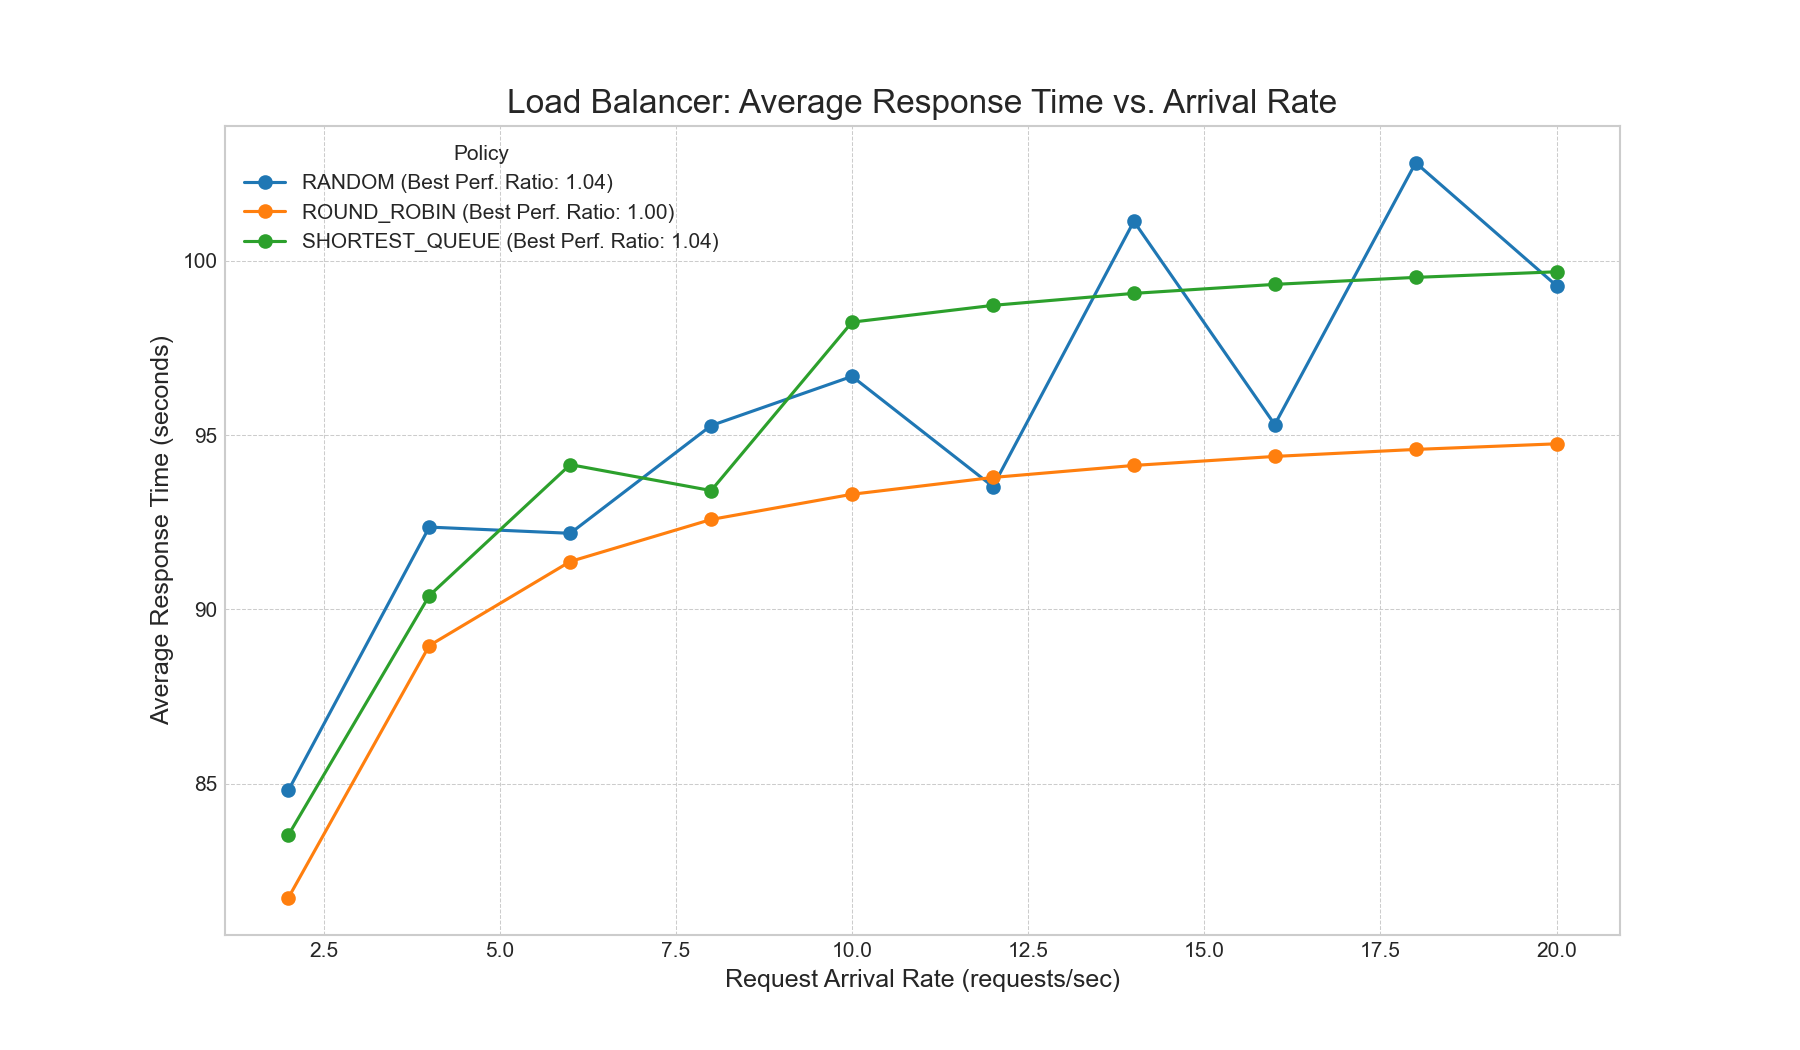 Load Balancer: Average Response Time vs. Arrival Rate
Policy
RANDOM (Best Perf. Ratio: 1.04)
ROUND_ROBIN (Best Perf. Ratio: 1.00)
SHORTEST_QUEUE (Best Perf. Ratio: 1.04)
Average Response Time (seconds)
100
95
90
85
2.5 5.0 7.5 10.0 12.5 15.0 17.5 20.0
Request Arrival Rate (requests/sec)